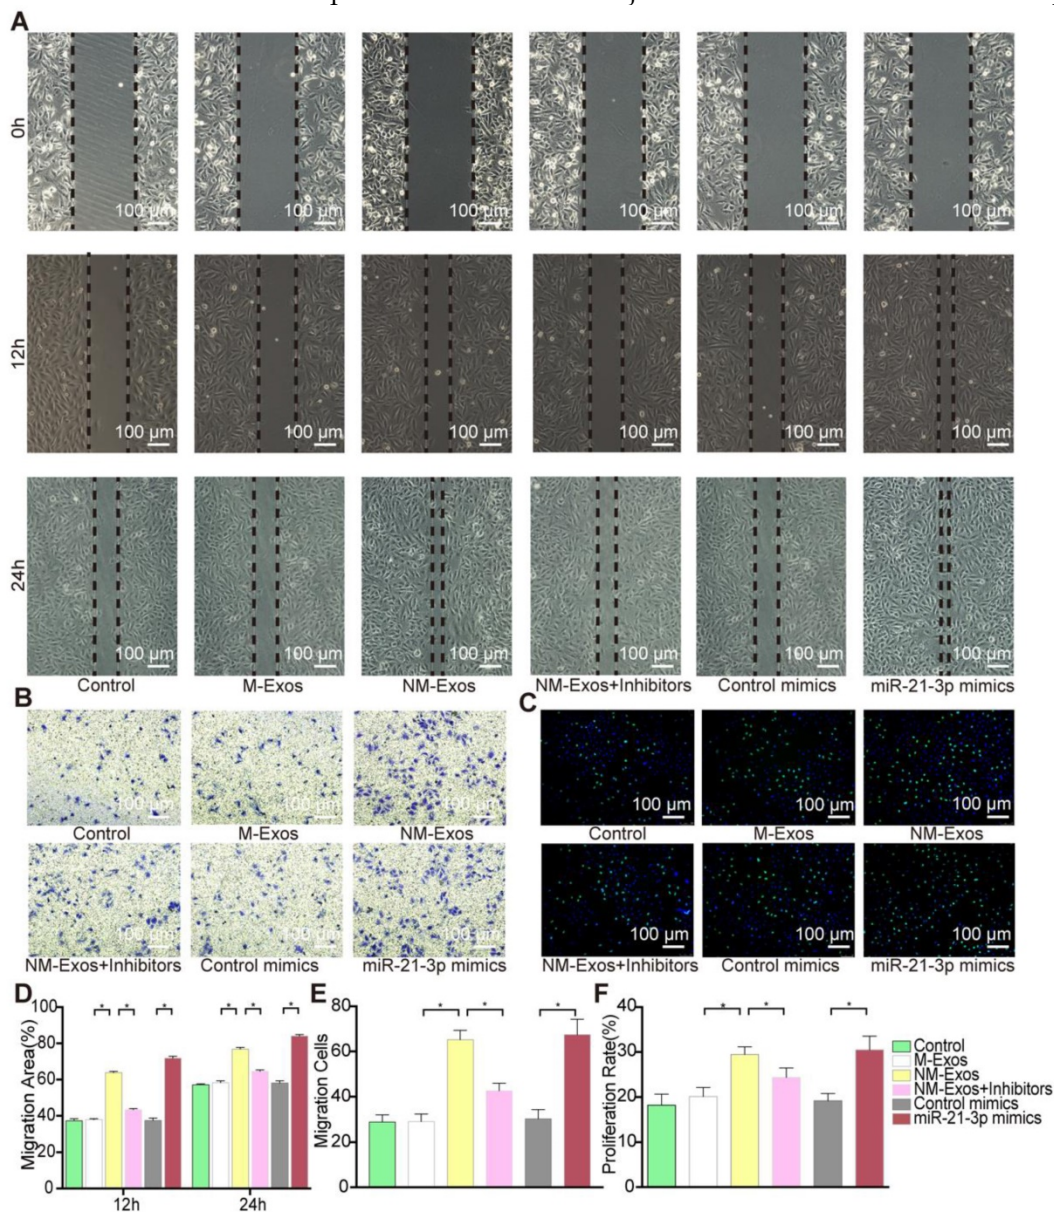 A
0h
100 µm 100 µm 100 µm 100 µm 100 µm 100 µm
12h
100 µm 100 µm 100 µm 100 µm 100 µm 100 µm
24h
100 µm 100 µm 100 µm 100 µm 100 µm 100 µm
Control M-Exos NM-Exos NM-Exos+Inhibitors Control mimics miR-21-3p mimics
B
100 µm 100 µm 100 µm
Control M-Exos NM-Exos
100 µm 100 µm 100 µm
NM-Exos+Inhibitors Control mimics miR-21-3p mimics
C
100 µm 100 µm 100 µm
Control M-Exos NM-Exos
100 µm 100 µm 100 µm
NM-Exos+Inhibitors Control mimics miR-21-3p mimics
D
Migration Area(%)
100
80
60
40
20
0
* * * * * *
12h 24h
E
Migration Cells
80
60
40
20
0
* * *
F
Proliferation Rate(%)
40
30
20
10
0
* * *
Control
M-Exos
NM-Exos
NM-Exos+Inhibitors
Control mimics
miR-21-3p mimics